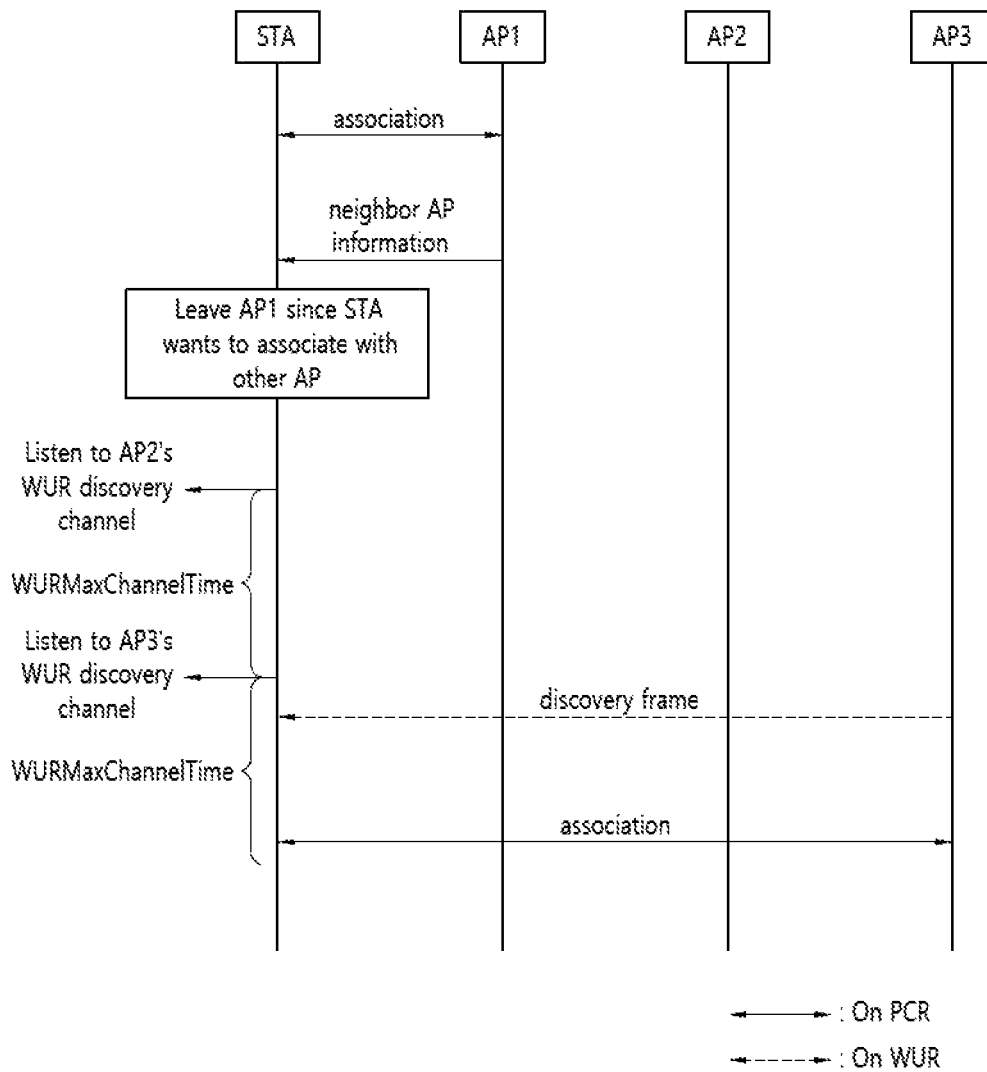 STA
AP1
AP2
AP3
association
neighbor AP
information
Leave AP1 since STA
wants to associate with
other AP
Listen to AP2's
WUR discovery
channel
WURMaxChannelTime
Listen to AP3's
WUR discovery
channel
discovery frame
WURMaxChannelTime
association
: On PCR
: On WUR